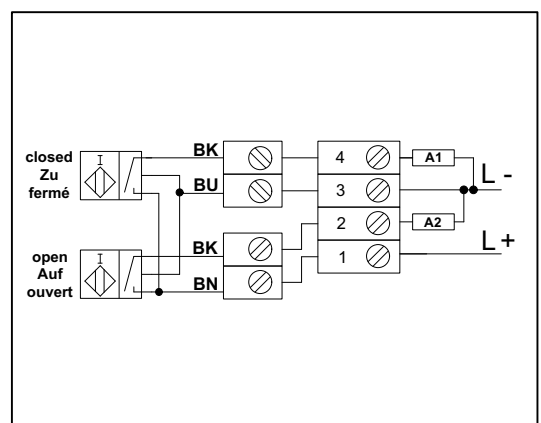 closed
Zu
fermé
I
BK
BU
4
3
2
1
A1
A2
L -
L +
open
Auf
ouvert
I
BK
BN